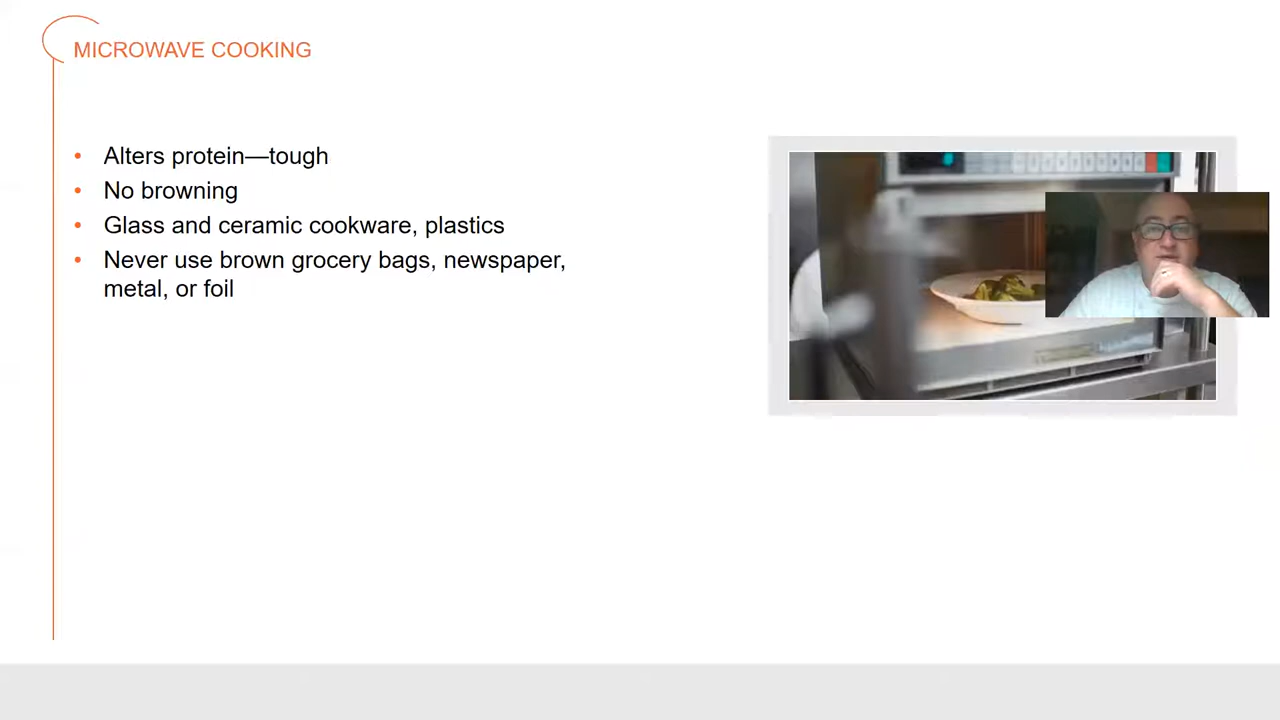 MICROWAVE COOKING
• Alters protein—tough
• No browning
• Glass and ceramic cookware, plastics
• Never use brown grocery bags, newspaper,
metal, or foil